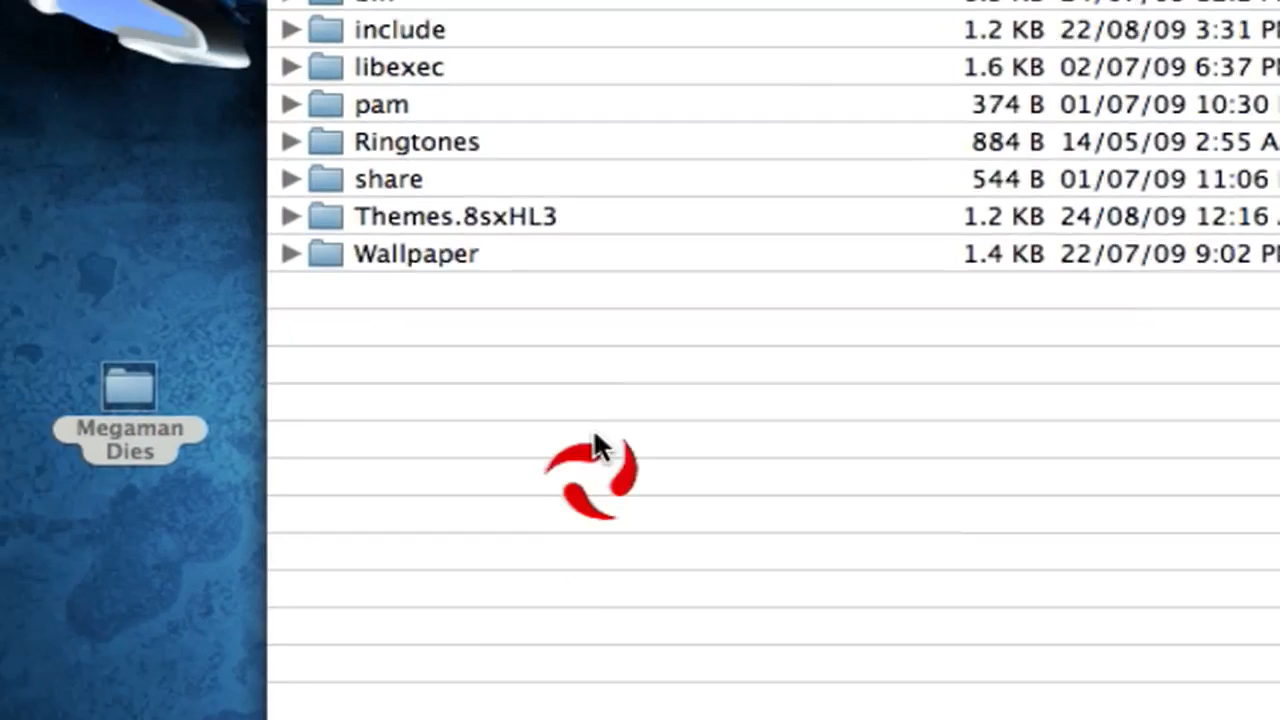 include 1.2 KB 22/08/09 3:31
libexec 1.6 KB 02/07/09 6:37
pam 374 B 01/07/09 10:30
Ringtones 884 B 14/05/09 2:55 A
share 544 B 01/07/09 11:06
Themes.8sxHL3 1.2 KB 24/08/09 12:16
Wallpaper 1.4 KB 22/07/09 9:02
Megaman
Dies